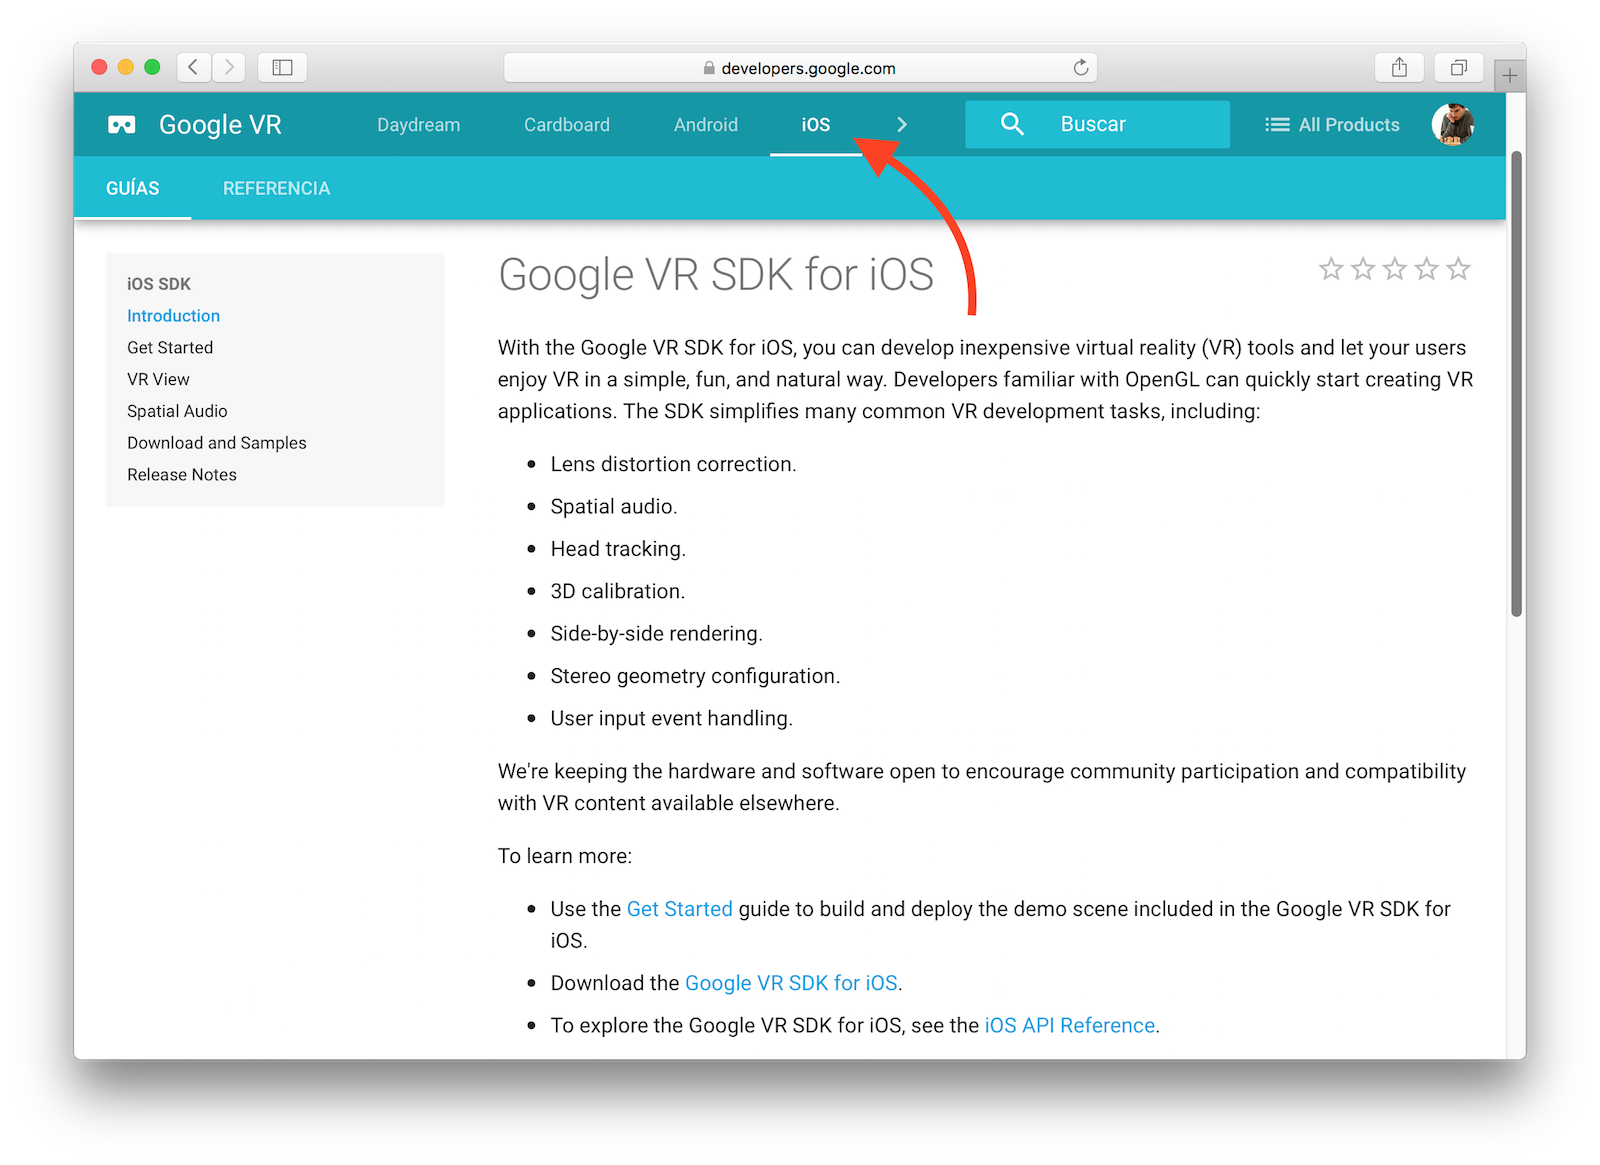 developers.google.com
Google VR
Daydream
Cardboard
Android
iOS
Buscar
All Products
GUÍAS
REFERENCIA
iOS SDK
Introduction
Get Started
VR View
Spatial Audio
Download and Samples
Release Notes
Google VR SDK for iOS
With the Google VR SDK for iOS, you can develop inexpensive virtual reality (VR) tools and let your users
enjoy VR in a simple, fun, and natural way. Developers familiar with OpenGL can quickly start creating VR
applications. The SDK simplifies many common VR development tasks, including:
Lens distortion correction.
Spatial audio.
Head tracking.
3D calibration.
Side-by-side rendering.
Stereo geometry configuration.
User input event handling.
We're keeping the hardware and software open to encourage community participation and compatibility
with VR content available elsewhere.
To learn more:
Use the Get Started guide to build and deploy the demo scene included in the Google VR SDK for
iOS.
Download the Google VR SDK for iOS.
To explore the Google VR SDK for iOS, see the iOS API Reference.